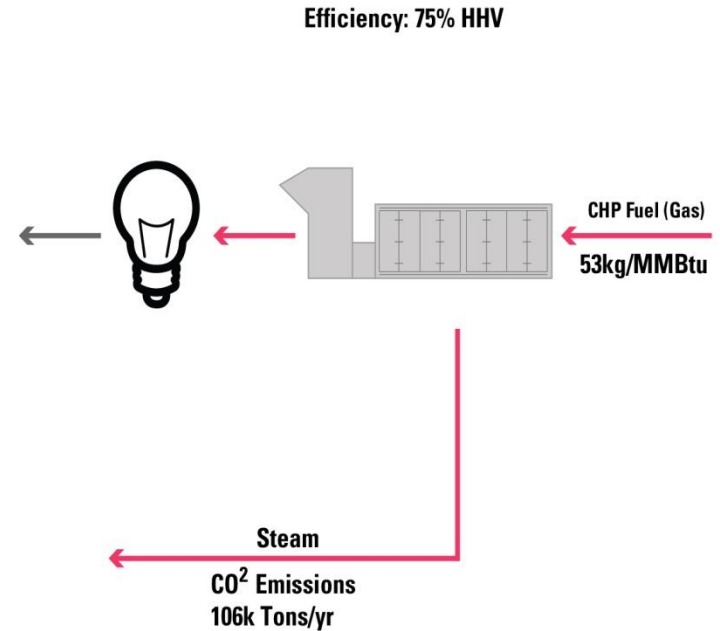 Efficiency: 75% HHV
CHP Fuel (Gas)
53kg/MMBtu
Steam
CO² Emissions
106k Tons/yr